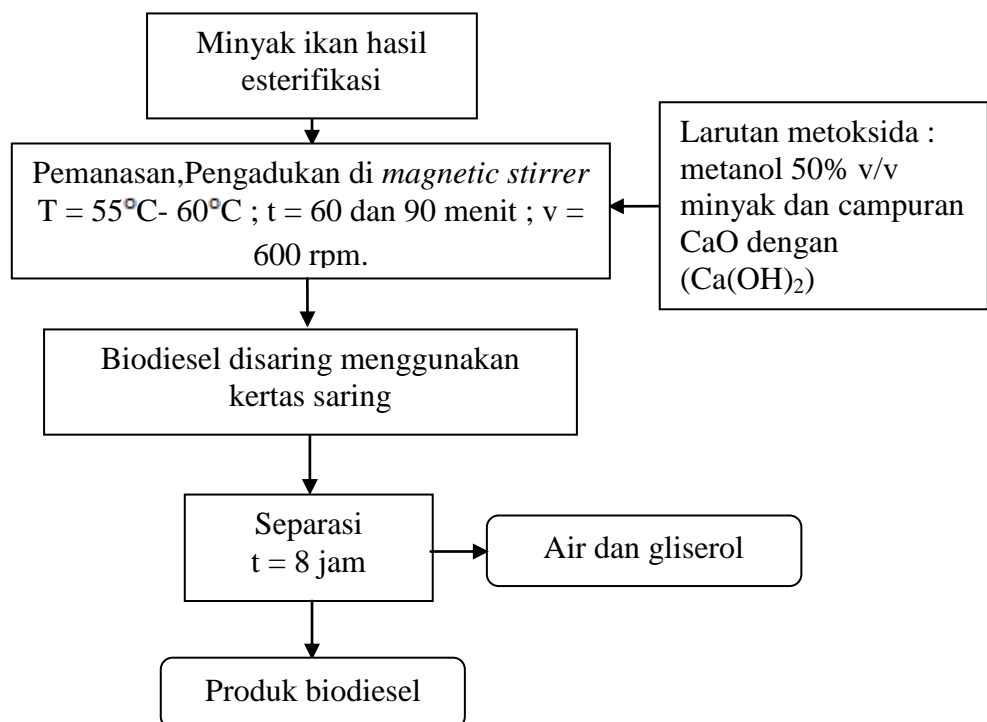 Minyak ikan hasil
esterifikasi
Pemanasan,Pengadukan di magnetic stirrer
T = 55°C- 60°C ; t = 60 dan 90 menit ; v =
600 rpm.
Larutan metoksida :
metanol 50% v/v
minyak dan campuran
CaO dengan
(Ca(OH)₂)
Biodiesel disaring menggunakan
kertas saring
Separasi
t = 8 jam
Air dan gliserol
Produk biodiesel